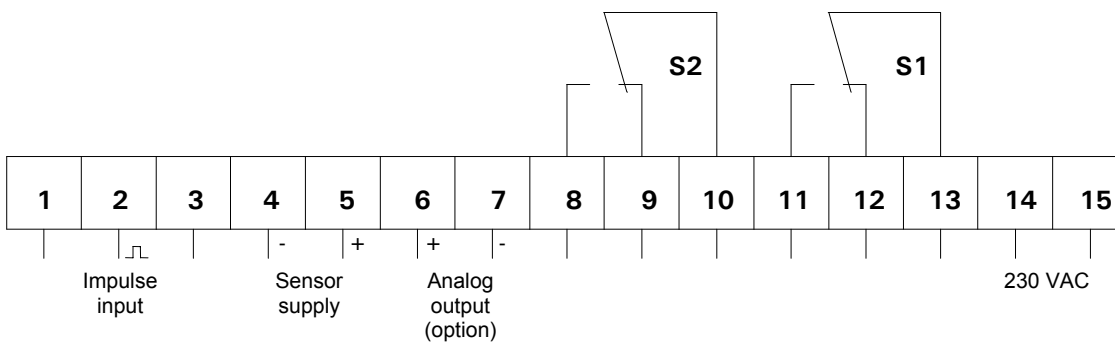 S2 S1
1 2 3 4 5 6 7 8 9 10 11 12 13 14 15
- + + -
Impulse input
Sensor supply
Analog output (option)
230 VAC